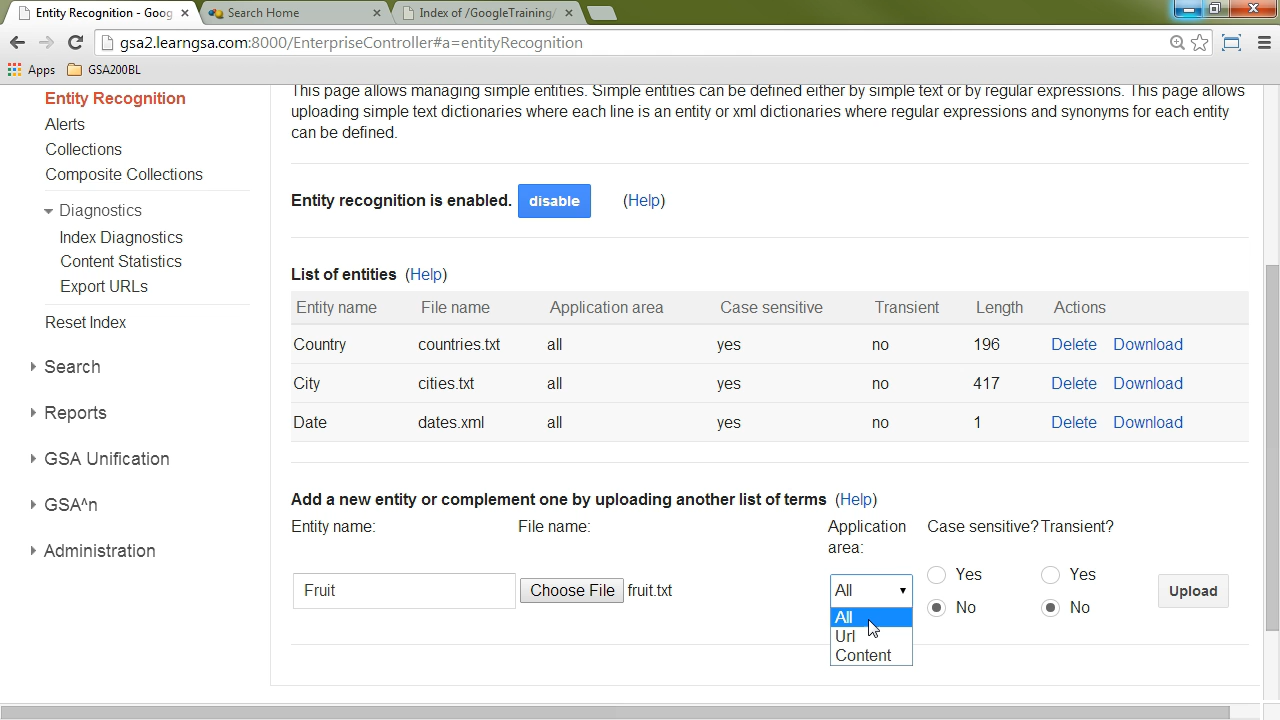 Entity Recognition - Goog
Search Home
Index of /GoogleTraining/
gsa2.learngsa.com:8000/EnterpriseController#a=entityRecognition
Apps GSA200BL
Entity Recognition
Alerts
Collections
Composite Collections
Diagnostics
Index Diagnostics
Content Statistics
Export URLs
Reset Index
Search
Reports
GSA Unification
GSA^n
Administration
This page allows managing simple entities. Simple entities can be defined either by simple text or by regular expressions. This page allows
uploading simple text dictionaries where each line is an entity or xml dictionaries where regular expressions and synonyms for each entity
can be defined.
Entity recognition is enabled. disable (Help)
List of entities (Help)
Entity name File name Application area Case sensitive Transient Length Actions
Country countries.txt all yes no 196 Delete Download
City cities.txt all yes no 417 Delete Download
Date dates.xml all yes no 1 Delete Download
Add a new entity or complement one by uploading another list of terms (Help)
Entity name: File name: Application area: Case sensitive? Transient?
Fruit Choose File fruit.txt All Yes Yes Upload
No No
All
Url
Content